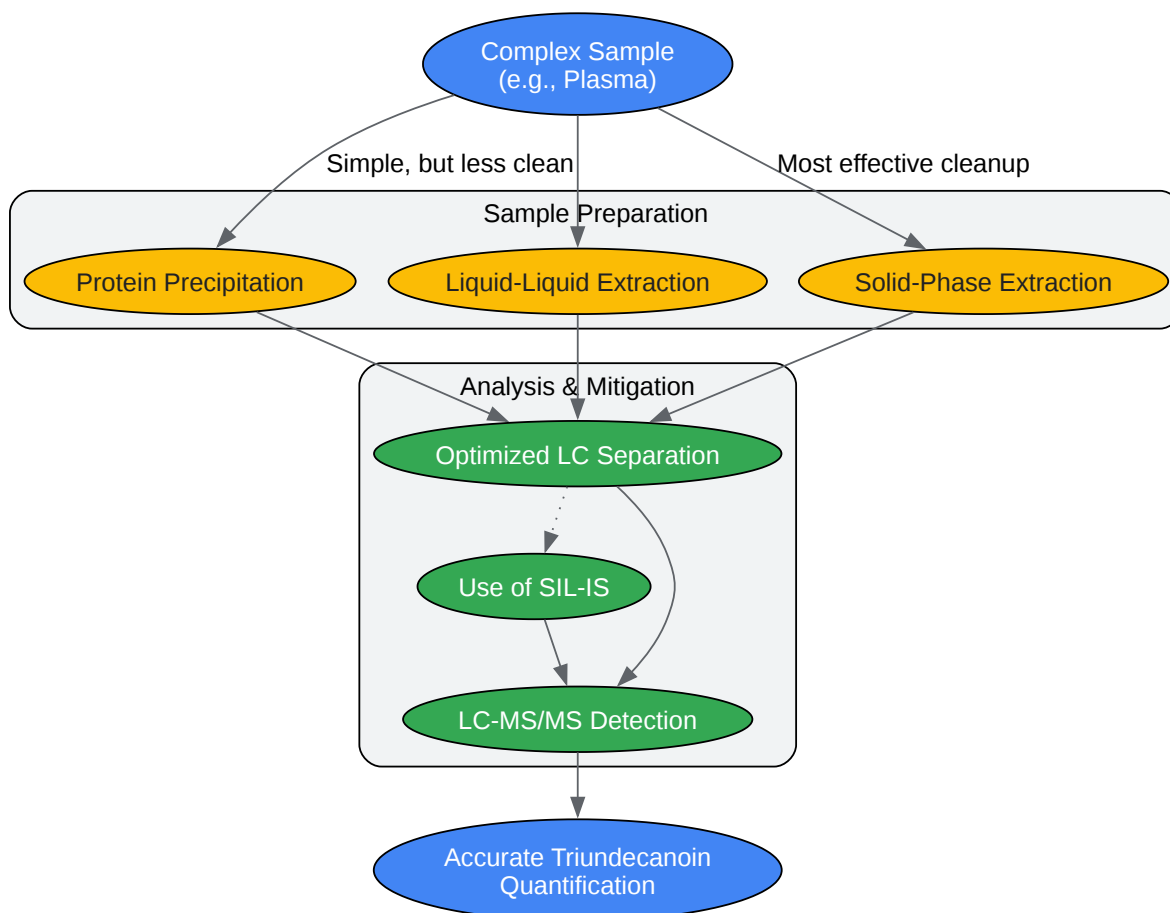 Complex Sample
(e.g., Plasma)
Simple, but less clean
Most effective cleanup
Sample Preparation
Protein Precipitation
Liquid-Liquid Extraction
Solid-Phase Extraction
Analysis & Mitigation
Optimized LC Separation
Use of SIL-IS
LC-MS/MS Detection
Accurate Triundecanoin
Quantification